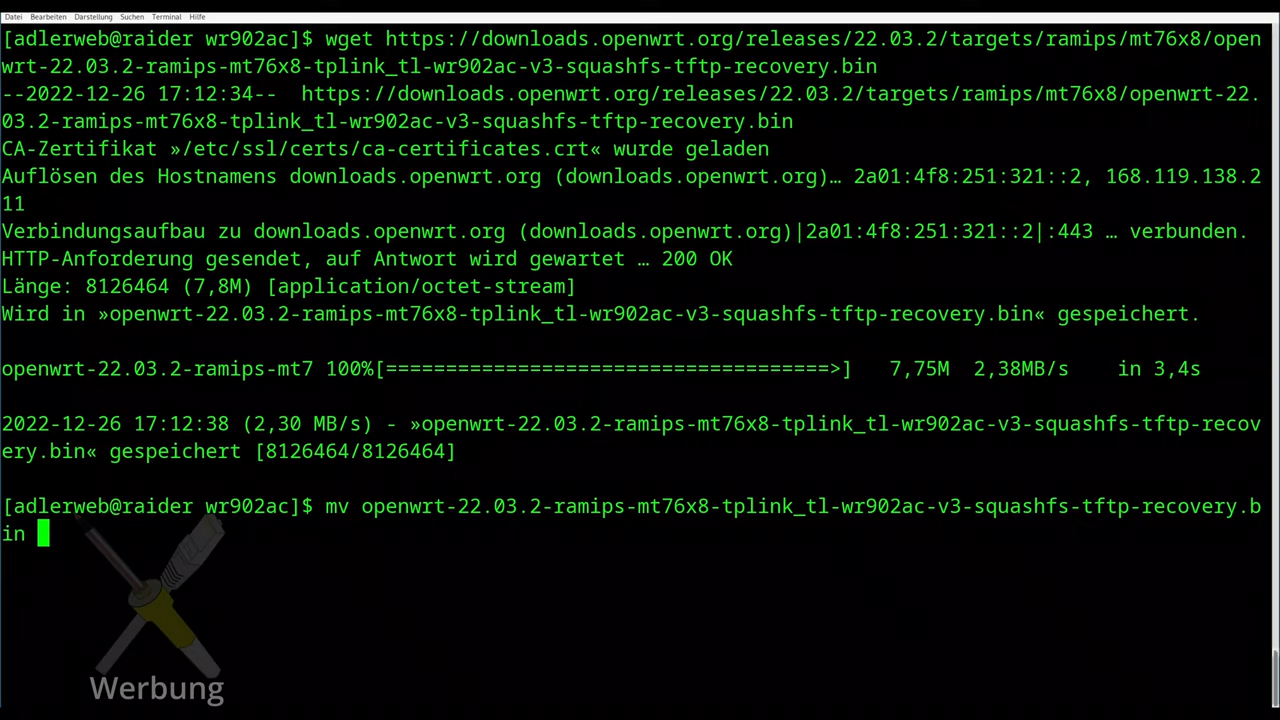 Datei Bearbeiten Darstellung Suchen Terminal Hilfe
[adlerweb@raider wr902ac]$ wget https://downloads.openwrt.org/releases/22.03.2/targets/ramips/mt76x8/open
wrt-22.03.2-ramips-mt76x8-tplink_tl-wr902ac-v3-squashfs-tftp-recovery.bin
--2022-12-26 17:12:34--  https://downloads.openwrt.org/releases/22.03.2/targets/ramips/mt76x8/openwrt-22.
03.2-ramips-mt76x8-tplink_tl-wr902ac-v3-squashfs-tftp-recovery.bin
CA-Zertifikat »/etc/ssl/certs/ca-certificates.crt« wurde geladen
Auflösen des Hostnamens downloads.openwrt.org (downloads.openwrt.org)… 2a01:4f8:251:321::2, 168.119.138.2
11
Verbindungsaufbau zu downloads.openwrt.org (downloads.openwrt.org)|2a01:4f8:251:321::2|:443 … verbunden.
HTTP-Anforderung gesendet, auf Antwort wird gewartet … 200 OK
Länge: 8126464 (7,8M) [application/octet-stream]
Wird in »openwrt-22.03.2-ramips-mt76x8-tplink_tl-wr902ac-v3-squashfs-tftp-recovery.bin« gespeichert.
openwrt-22.03.2-ramips-mt7 100%[=====================================>]   7,75M  2,38MB/s    in 3,4s
2022-12-26 17:12:38 (2,30 MB/s) - »openwrt-22.03.2-ramips-mt76x8-tplink_tl-wr902ac-v3-squashfs-tftp-recov
ery.bin« gespeichert [8126464/8126464]
[adlerweb@raider wr902ac]$ mv openwrt-22.03.2-ramips-mt76x8-tplink_tl-wr902ac-v3-squashfs-tftp-recovery.b
in
Werbung